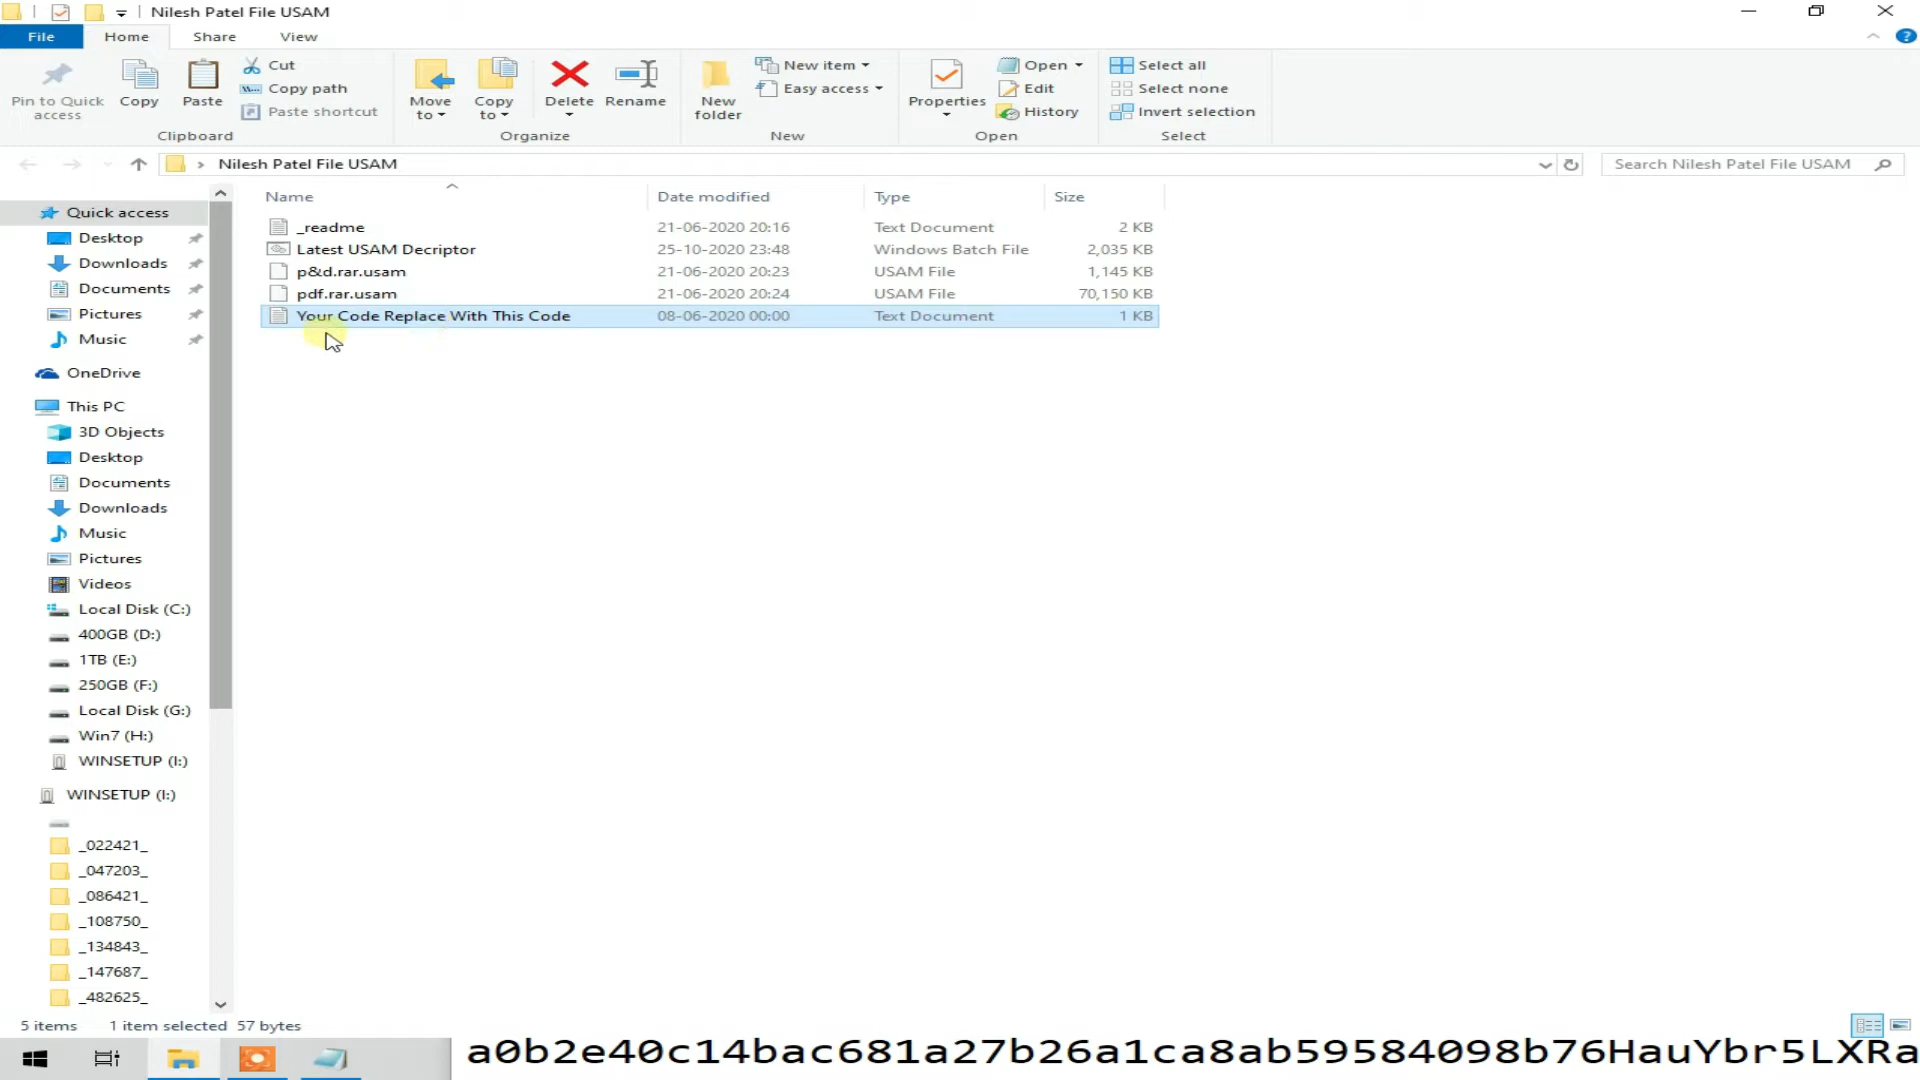 Nilesh Patel File USAM
File Home Share View
Pin to Quick access
Copy
Paste
Cut
Copy path
Paste shortcut
Clipboard
Move to
Copy to
Delete
Rename
Organize
New folder
New item
Easy access
New
Properties
Open
Edit
History
Open
Select all
Select none
Invert selection
Select
Nilesh Patel File USAM
Search Nilesh Patel File USAM
Name Date modified Type Size
_readme 21-06-2020 20:16 Text Document 2 KB
Latest USAM Decriptor 25-10-2020 23:48 Windows Batch File 2,035 KB
p&d.rar.usam 21-06-2020 20:23 USAM File 1,145 KB
pdf.rar.usam 21-06-2020 20:24 USAM File 70,150 KB
Your Code Replace With This Code 08-06-2020 00:00 Text Document 1 KB
Quick access
Desktop
Downloads
Documents
Pictures
Music
OneDrive
This PC
3D Objects
Desktop
Documents
Downloads
Music
Pictures
Videos
Local Disk (C:)
400GB (D:)
1TB (E:)
250GB (F:)
Local Disk (G:)
Win7 (H:)
WINSETUP (I:)
WINSETUP (I:)
_022421_
_047203_
_086421_
_108750_
_134843_
_147687_
_482625_
5 items 1 item selected 57 bytes
a0b2e40c14bac681a27b26a1ca8ab59584098b76HauYbr5LXRa